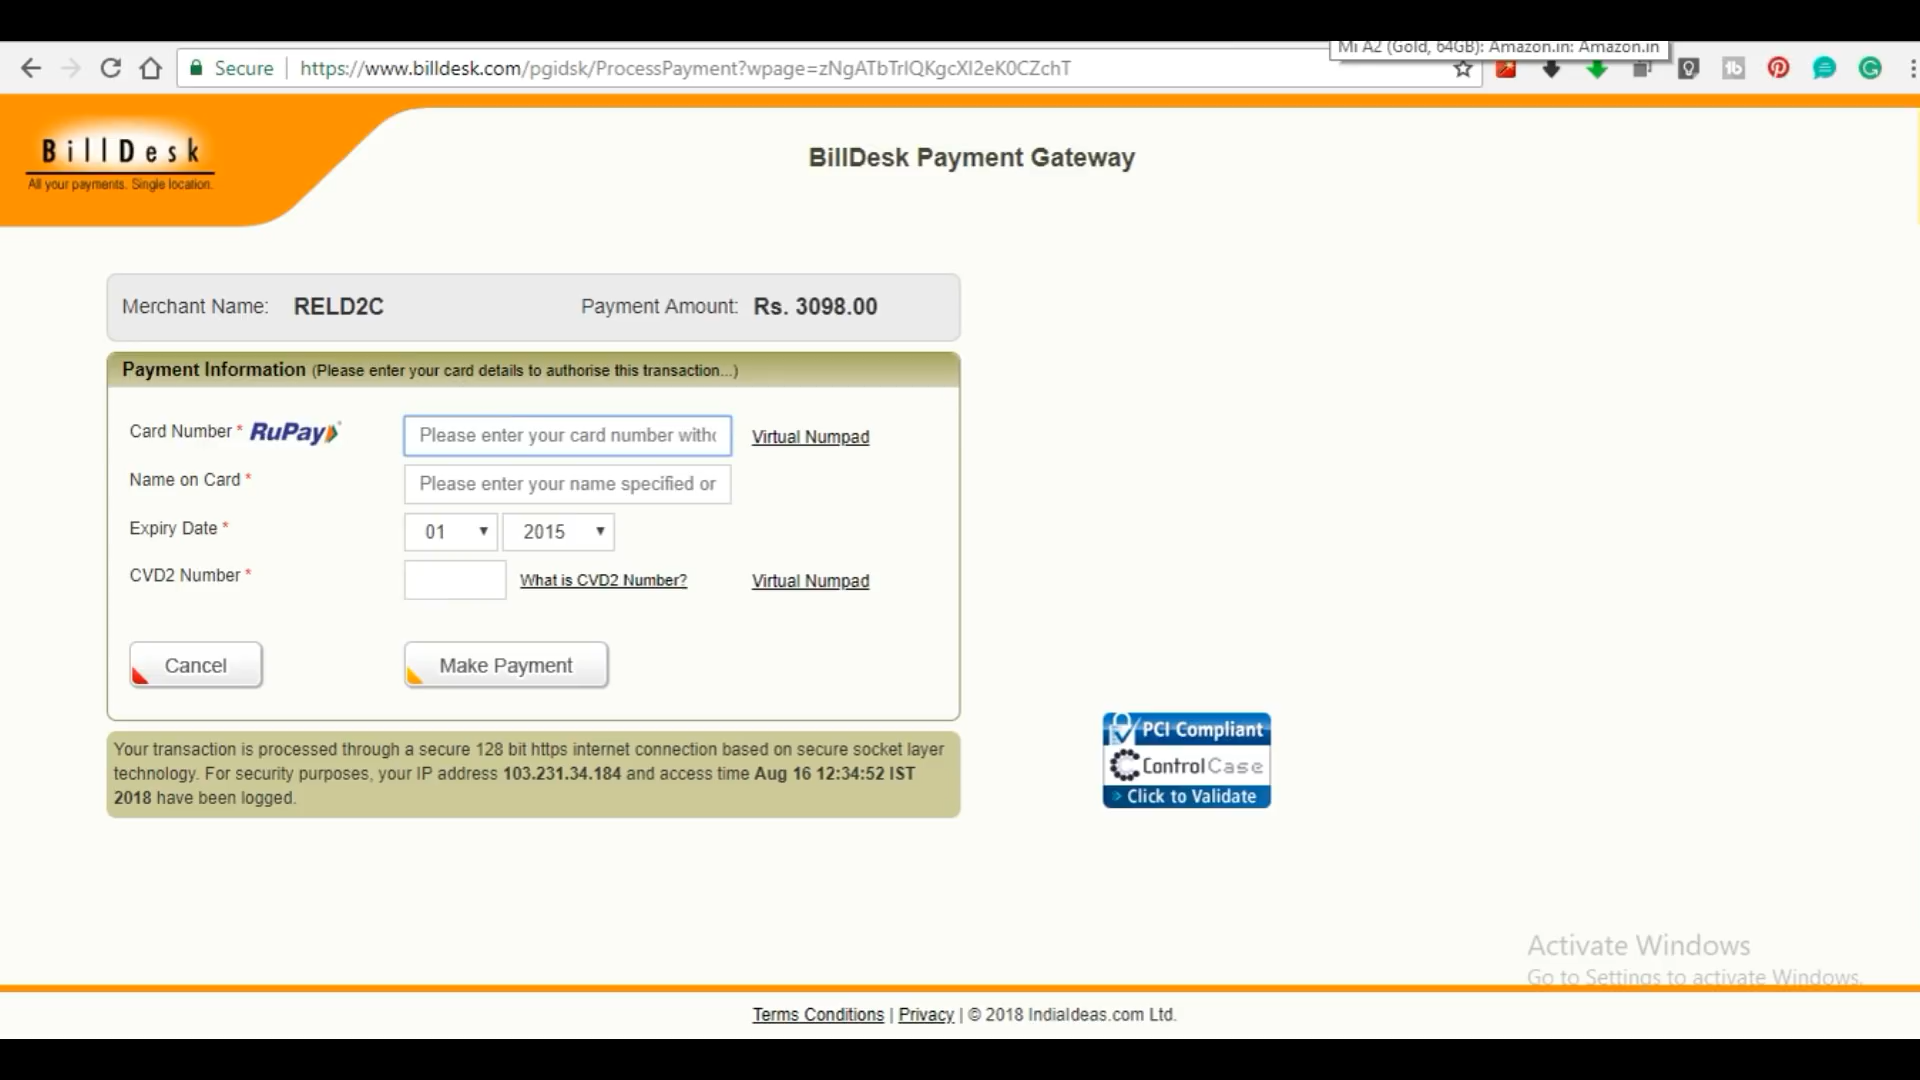 Mi A2 (Gold, 64GB): Amazon.in: Amazon.in
Secure https://www.billdesk.com/pgidsk/ProcessPayment?wpage=zNgATbTrIQKgcXI2eK0CZchT
BillDesk
All your payments. Single location.
BillDesk Payment Gateway
Merchant Name: RELD2C Payment Amount: Rs. 3098.00
Payment Information (Please enter your card details to authorise this transaction...)
Card Number * RuPay Please enter your card number witho Virtual Numpad
Name on Card * Please enter your name specified or
Expiry Date * 01 2015
CVD2 Number * What is CVD2 Number? Virtual Numpad
Cancel Make Payment
Your transaction is processed through a secure 128 bit https internet connection based on secure socket layer
technology. For security purposes, your IP address 103.231.34.184 and access time Aug 16 12:34:52 IST
2018 have been logged.
PCI Compliant
ControlCase
> Click to Validate
Activate Windows
Go to Settings to activate Windows.
Terms Conditions | Privacy | © 2018 IndiaIdeas.com Ltd.